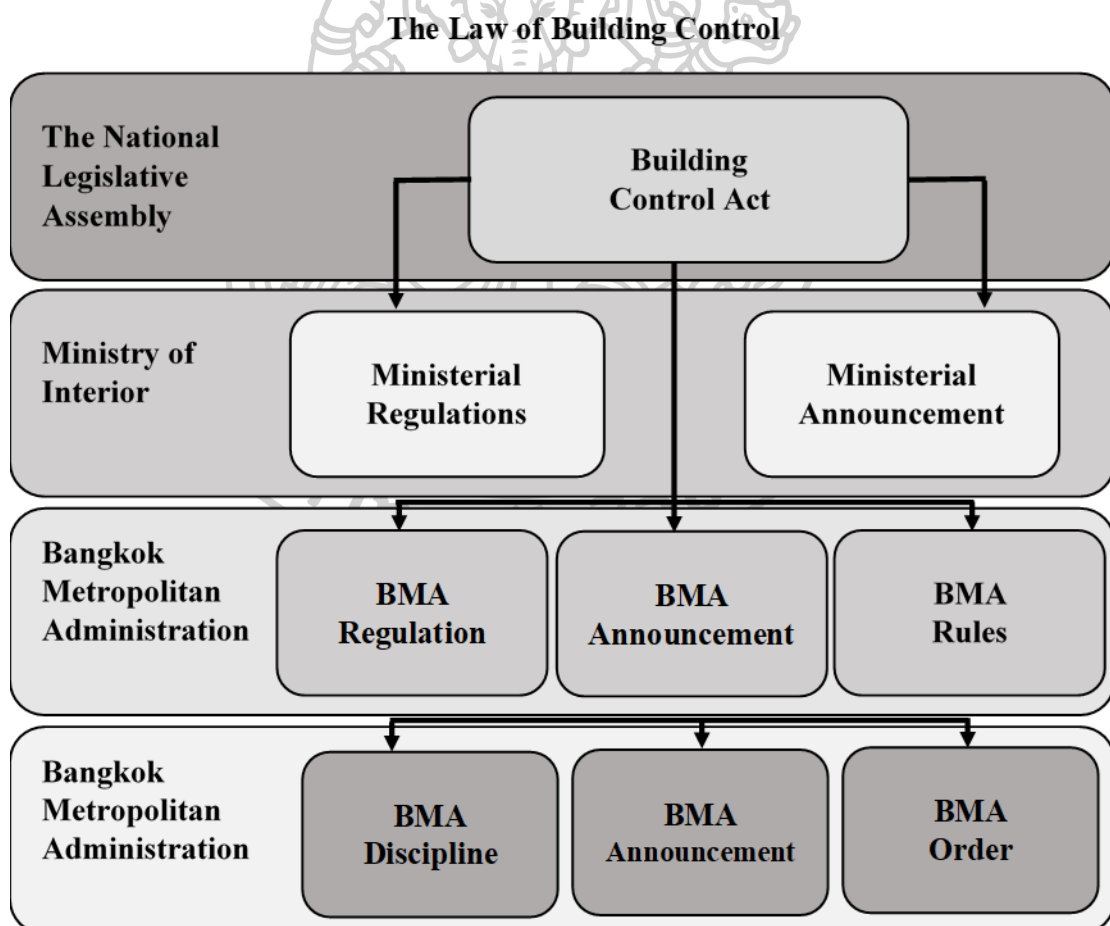 The Law of Building Control
The National
Legislative
Assembly
Building
Control Act
Ministry of
Interior
Ministerial
Regulations
Ministerial
Announcement
Bangkok
Metropolitan
Administration
BMA
Regulation
BMA
Announcement
BMA
Rules
Bangkok
Metropolitan
Administration
BMA
Discipline
BMA
Announcement
BMA
Order